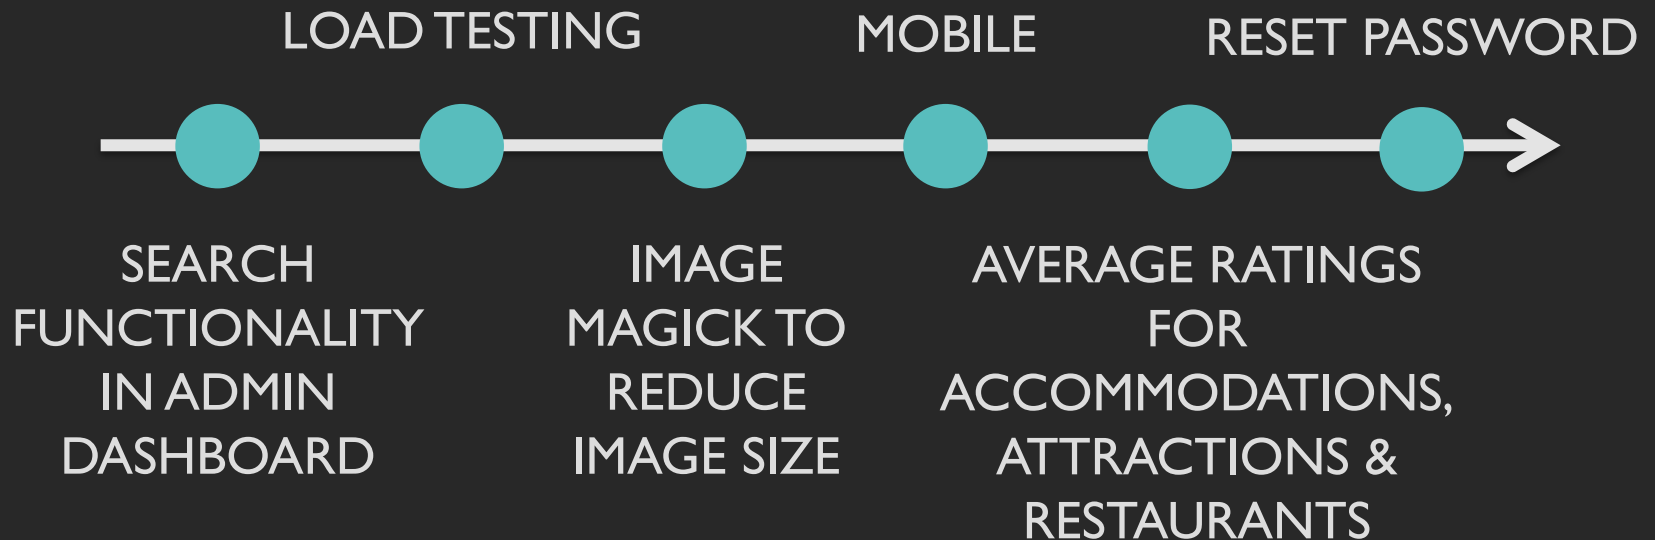 LOAD TESTING
MOBILE
RESET PASSWORD
SEARCH
FUNCTIONALITY
IN ADMIN
DASHBOARD
IMAGE
MAGICK TO
REDUCE
IMAGE SIZE
AVERAGE RATINGS
FOR
ACCOMMODATIONS,
ATTRACTIONS &
RESTAURANTS